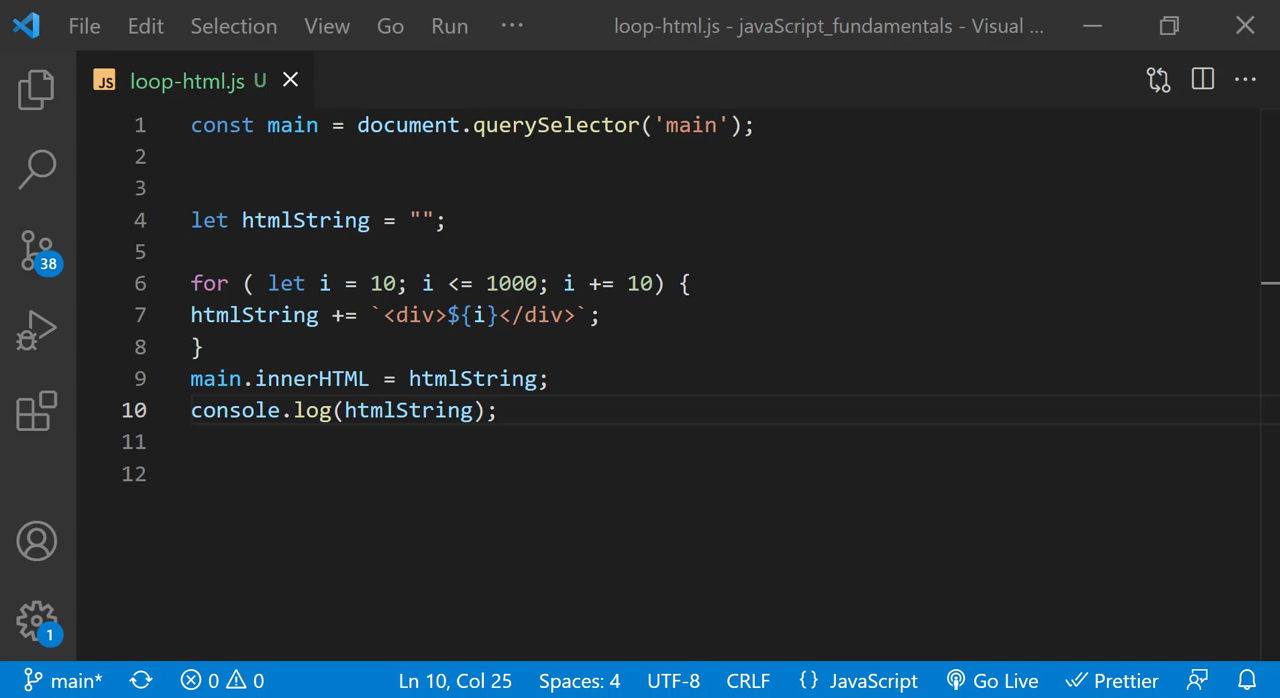 File Edit Selection View Go Run ··· loop-html.js - javaScript_fundamentals - Visual ...
JS loop-html.js U
1 const main = document.querySelector('main');
2
3
4 let htmlString = "";
5
6 for ( let i = 10; i <= 1000; i += 10) {
7 htmlString += `<div>${i}</div>`;
8 }
9 main.innerHTML = htmlString;
10 console.log(htmlString);
11
12
38
1
main* 0 0 Ln 10, Col 25 Spaces: 4 UTF-8 CRLF {} JavaScript Go Live Prettier